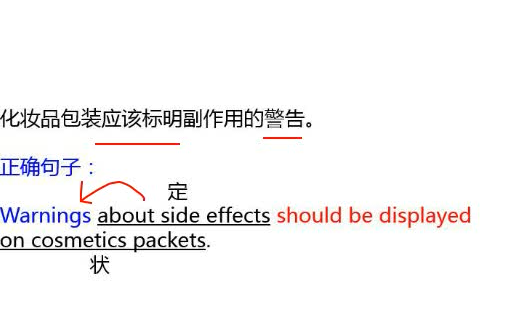 化妆品包装应该标明副作用的警告。
正确句子：
定
Warnings about side effects should be displayed
on cosmetics packets.
状